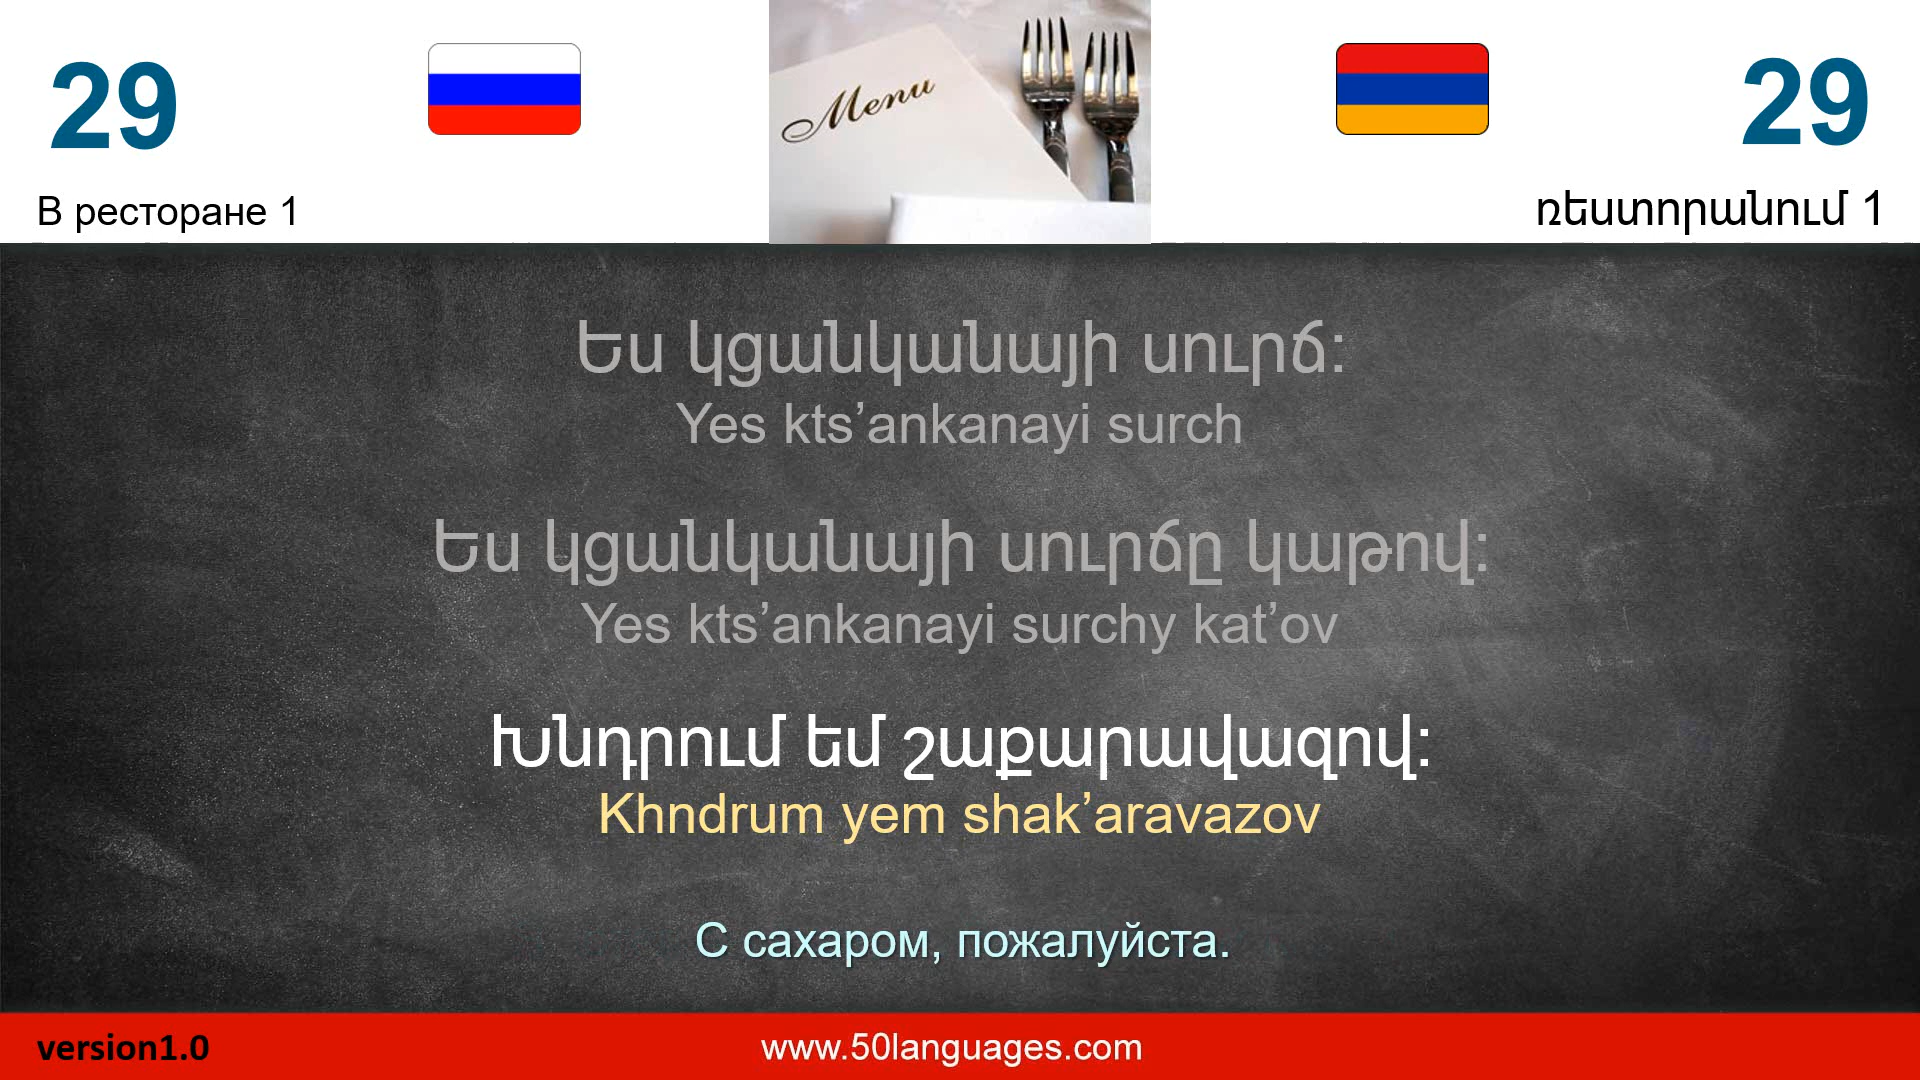 29
29
Menu
В ресторане 1
ռեստորանում 1
Ես կցանկանայի սուրճ:
Yes kts’ankanayi surch
Ես կցանկանայի սուրճը կաթով:
Yes kts’ankanayi surchy kat’ov
Խնդրում եմ շաքարավազով:
Khndrum yem shak’aravazov
С сахаром, пожалуйста.
version1.0
www.50languages.com